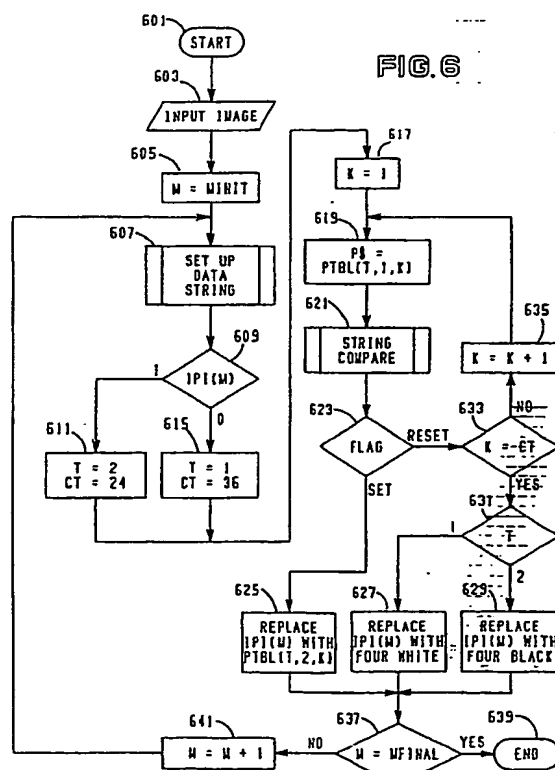 FIG.6
601
START
603
INPUT IMAGE
605
M = MINIT
607
SET UP
DATA
STRING
609
IPI(M)
1
0
611
T = 2
CT = 24
615
T = 1
CT = 36
617
K = 1
619
P$ =
PTBL(T,1,K)
621
STRING
COMPARE
623
FLAG
RESET
SET
633
K = CT
NO
YES
635
K = K + 1
631
T
1
2
625
REPLACE
IPI(M) WITH
PTBL(T,2,K)
627
REPLACE
IPI(M) WITH
FOUR WHITE
629
REPLACE
IPI(M) WITH
FOUR BLACK
637
M = MFINAL
NO
YES
639
END
641
M = M + 1